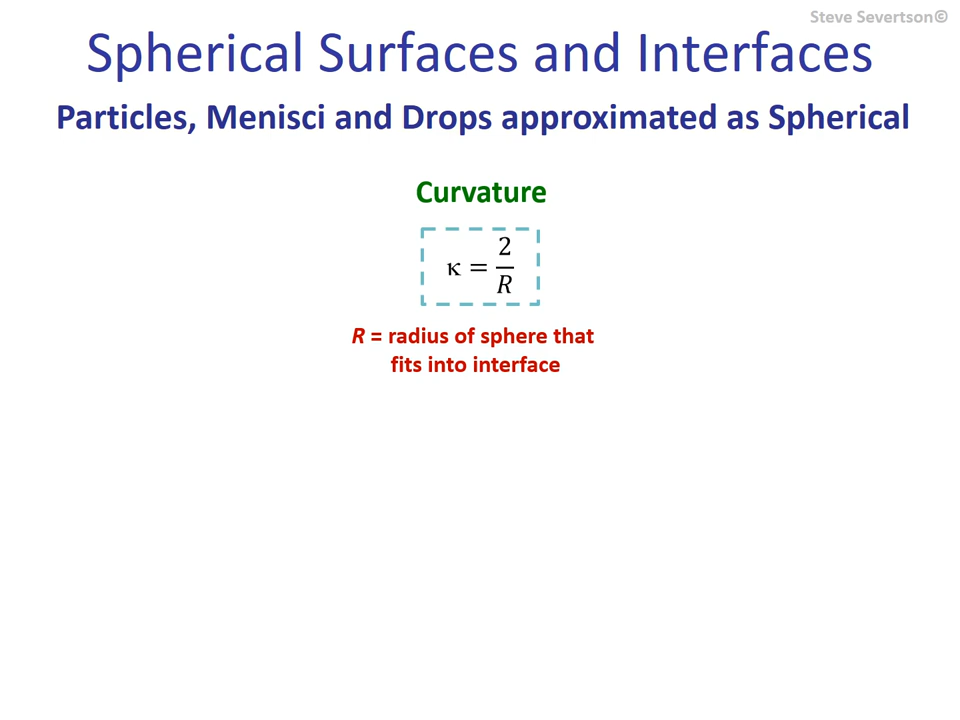 Steve Severtson©
Spherical Surfaces and Interfaces
Particles, Menisci and Drops approximated as Spherical
Curvature
κ = 2/R
R = radius of sphere that
fits into interface